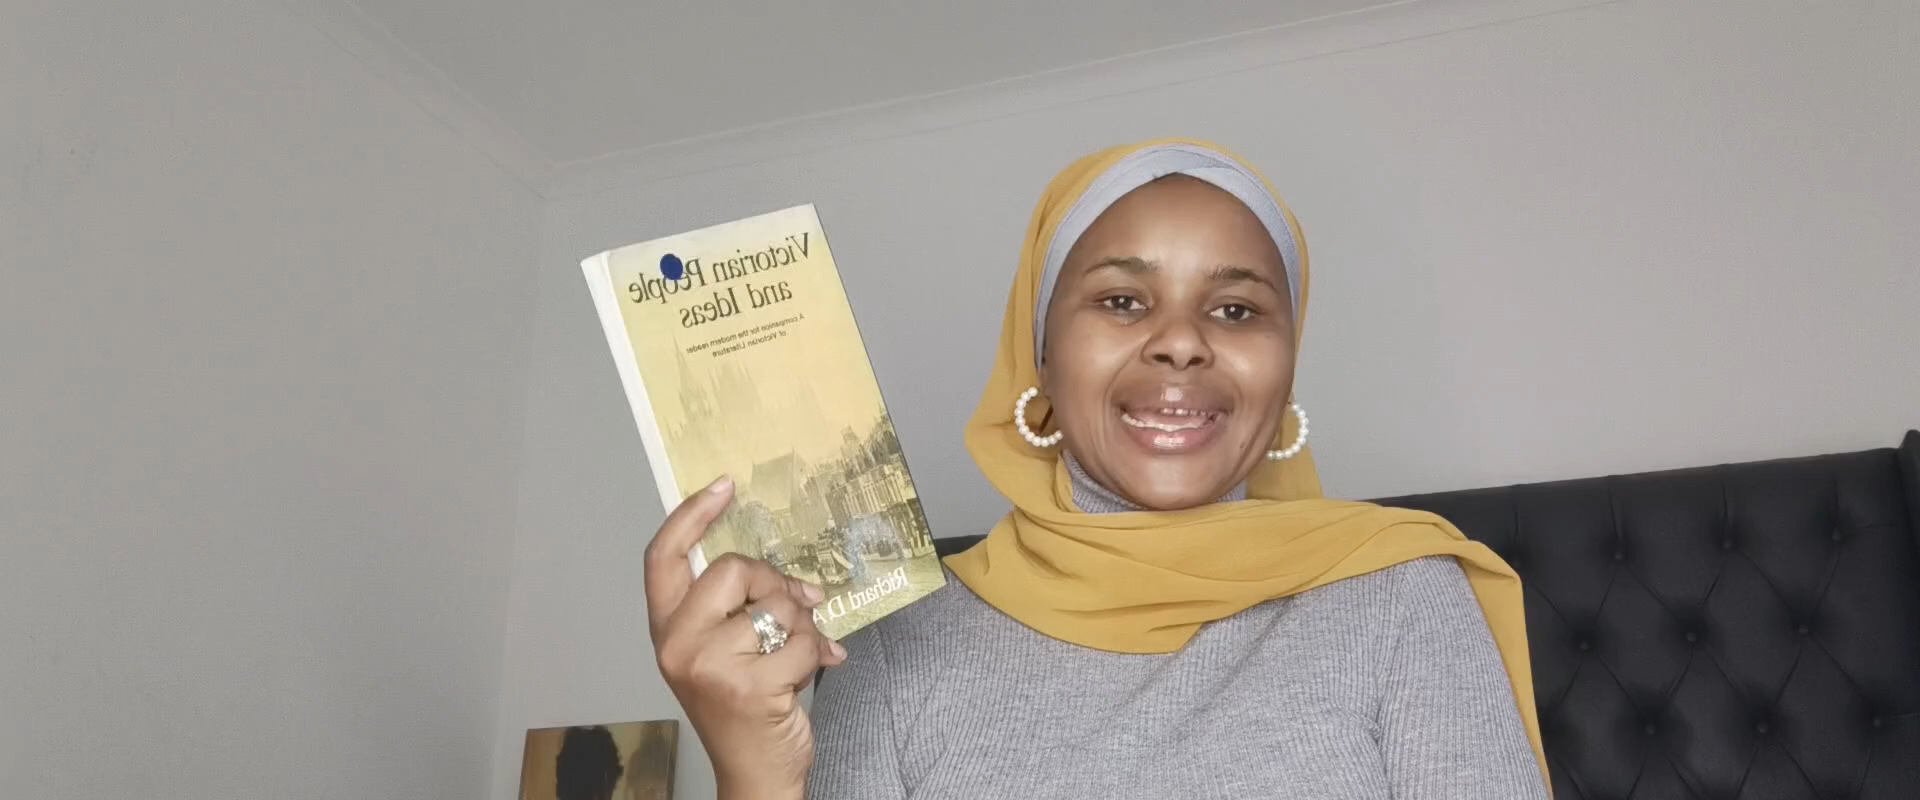 Victorian People
and Ideas
A companion for the modern reader
of Victorian Literature
Richard D A